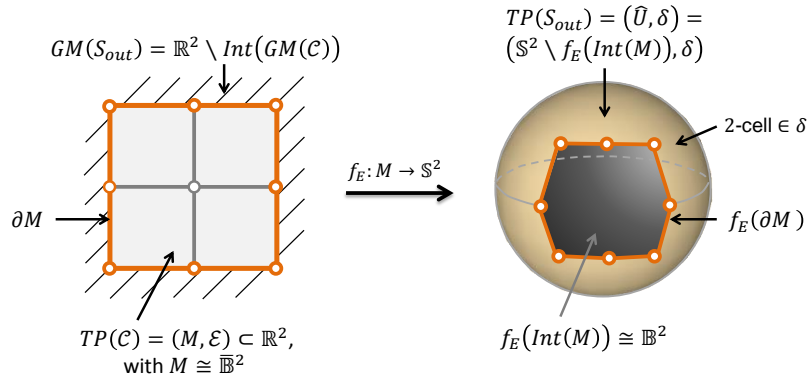 GM(S_out) = ℝ² \ Int(GM(𝒞))
∂M
TP(𝒞) = (M, ℰ) ⊂ ℝ²,
with M ≅ 𝔹̅²
f_E: M → 𝕊²
TP(S_out) = (Û, δ) =
(𝕊² \ f_E(Int(M)), δ)
2-cell ∈ δ
f_E(∂M)
f_E(Int(M)) ≅ 𝔹²